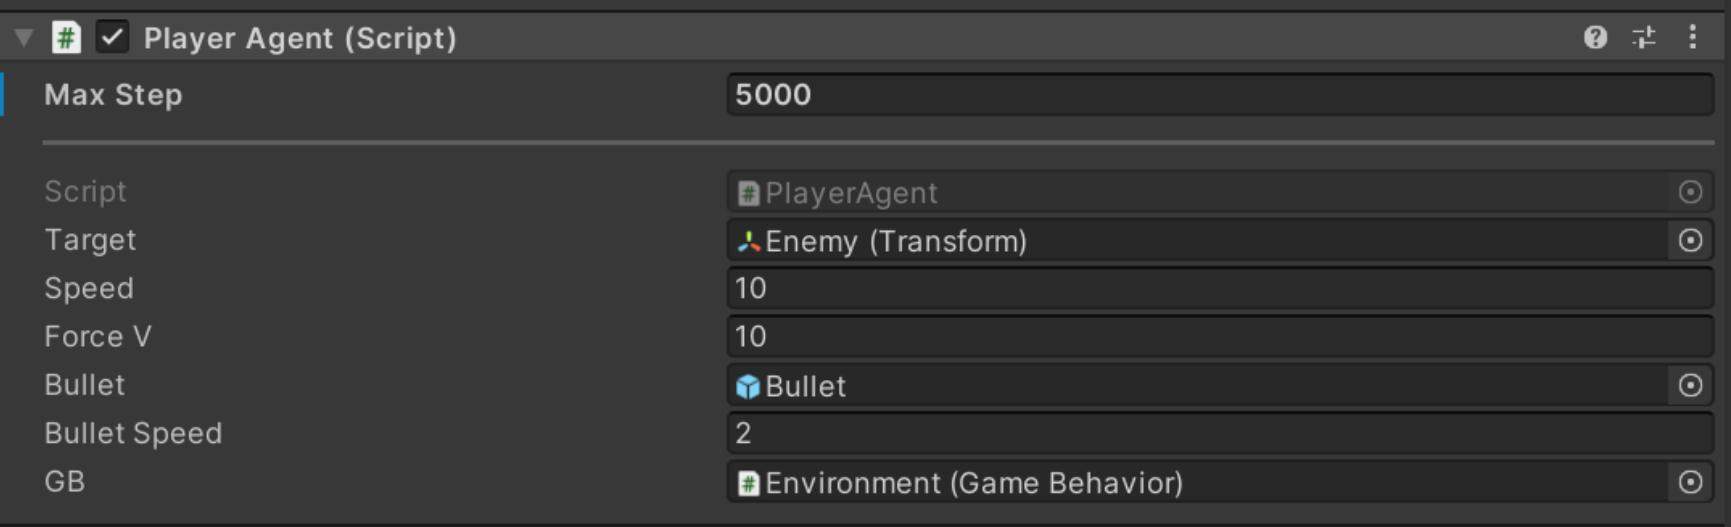 Player Agent (Script)
Max Step 5000
Script PlayerAgent
Target Enemy (Transform)
Speed 10
Force V 10
Bullet Bullet
Bullet Speed 2
GB Environment (Game Behavior)